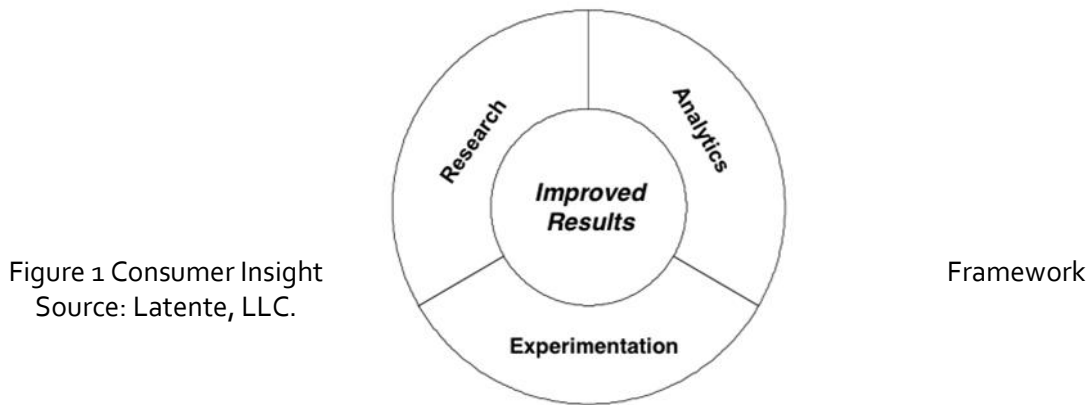 Research
Analytics
Improved
Results
Experimentation
Figure 1 Consumer Insight Framework
Source: Latente, LLC.